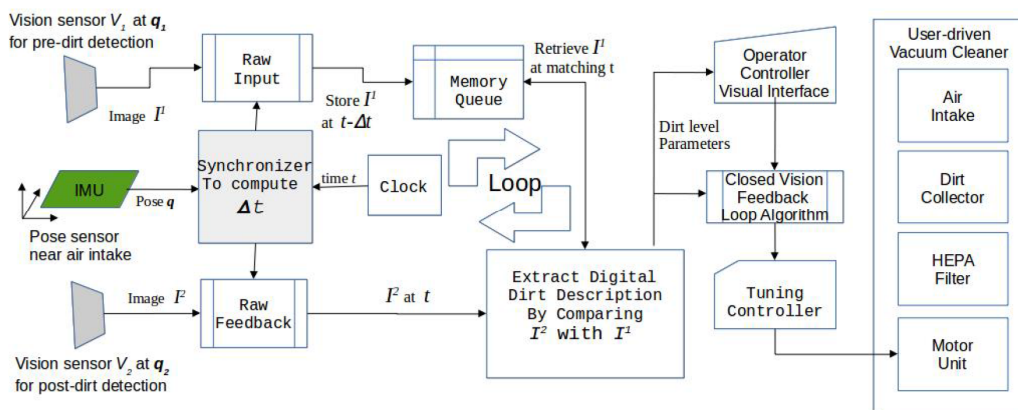 Vision sensor V₁ at q₁
for pre-dirt detection
Image I¹
Raw
Input
Store I¹
at t-Δt
Memory
Queue
Retrieve I¹
at matching t
Operator
Controller
Visual Interface
User-driven
Vacuum Cleaner
Air
Intake
Dirt
Collector
HEPA
Filter
Motor
Unit
IMU
Pose q
Pose sensor
near air intake
Synchronizer
To compute
Δt
time t
Clock
Loop
Dirt level
Parameters
Closed Vision
Feedback
Loop Algorithm
Image I²
Raw
Feedback
I² at t
Extract Digital
Dirt Description
By Comparing
I² with I¹
Tuning
Controller
Vision sensor V₂ at q₂
for post-dirt detection